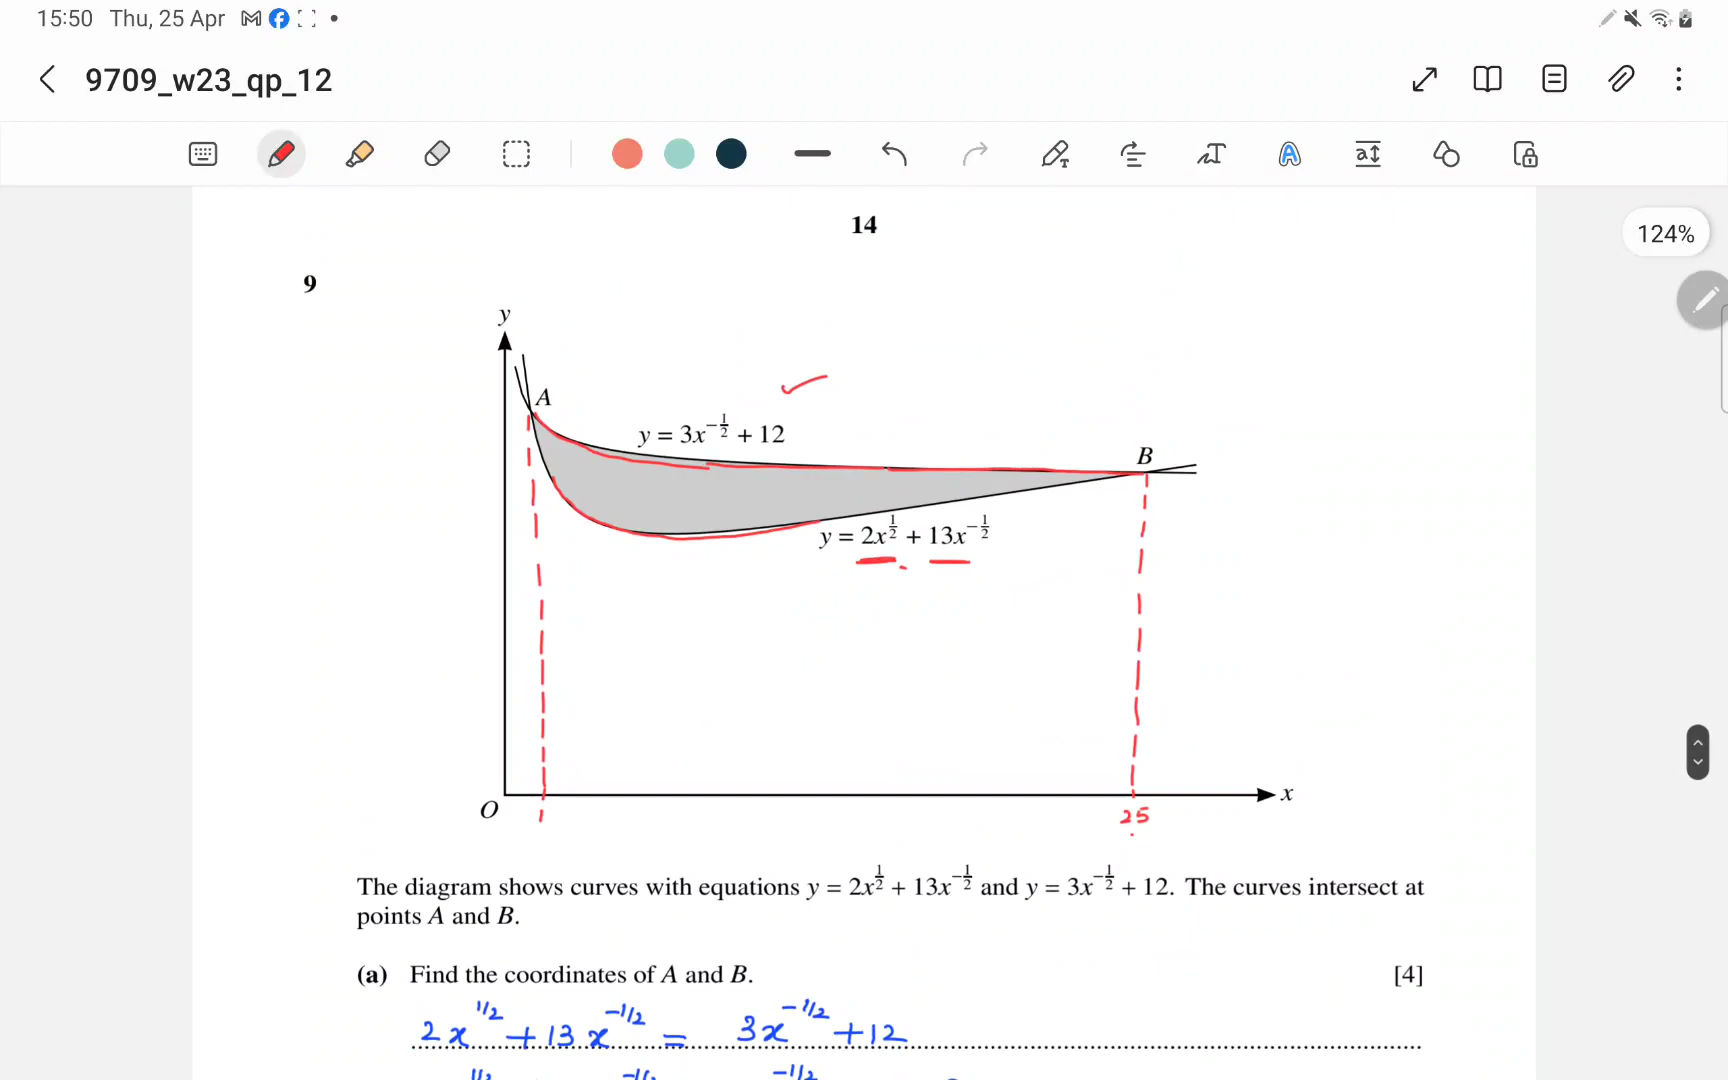 15:50 Thu, 25 Apr
9709_w23_qp_12
124%
14
9
y
A
y = 3x^{-1/2} + 12
B
y = 2x^{1/2} + 13x^{-1/2}
O
x
25
The diagram shows curves with equations y = 2x^{1/2} + 13x^{-1/2} and y = 3x^{-1/2} + 12. The curves intersect at
points A and B.
(a) Find the coordinates of A and B. [4]
2x^{1/2} + 13x^{-1/2} = 3x^{-1/2} + 12